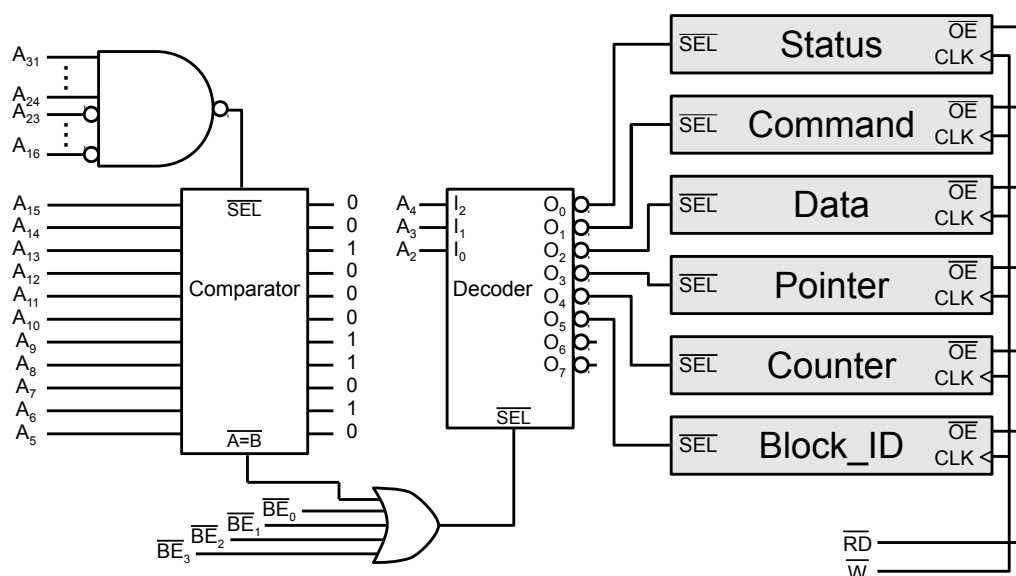 A31
A24
A23
A16
A15
A14
A13
A12
A11
A10
A9
A8
A7
A6
A5
SEL
Comparator
A=B
0
0
1
0
0
0
1
1
0
1
0
BE0
BE1
BE2
BE3
A4
A3
A2
I2
I1
I0
Decoder
O0
O1
O2
O3
O4
O5
O6
O7
SEL
SEL Status OE
CLK
SEL Command OE
CLK
SEL Data OE
CLK
SEL Pointer OE
CLK
SEL Counter OE
CLK
SEL Block_ID OE
CLK
RD
W